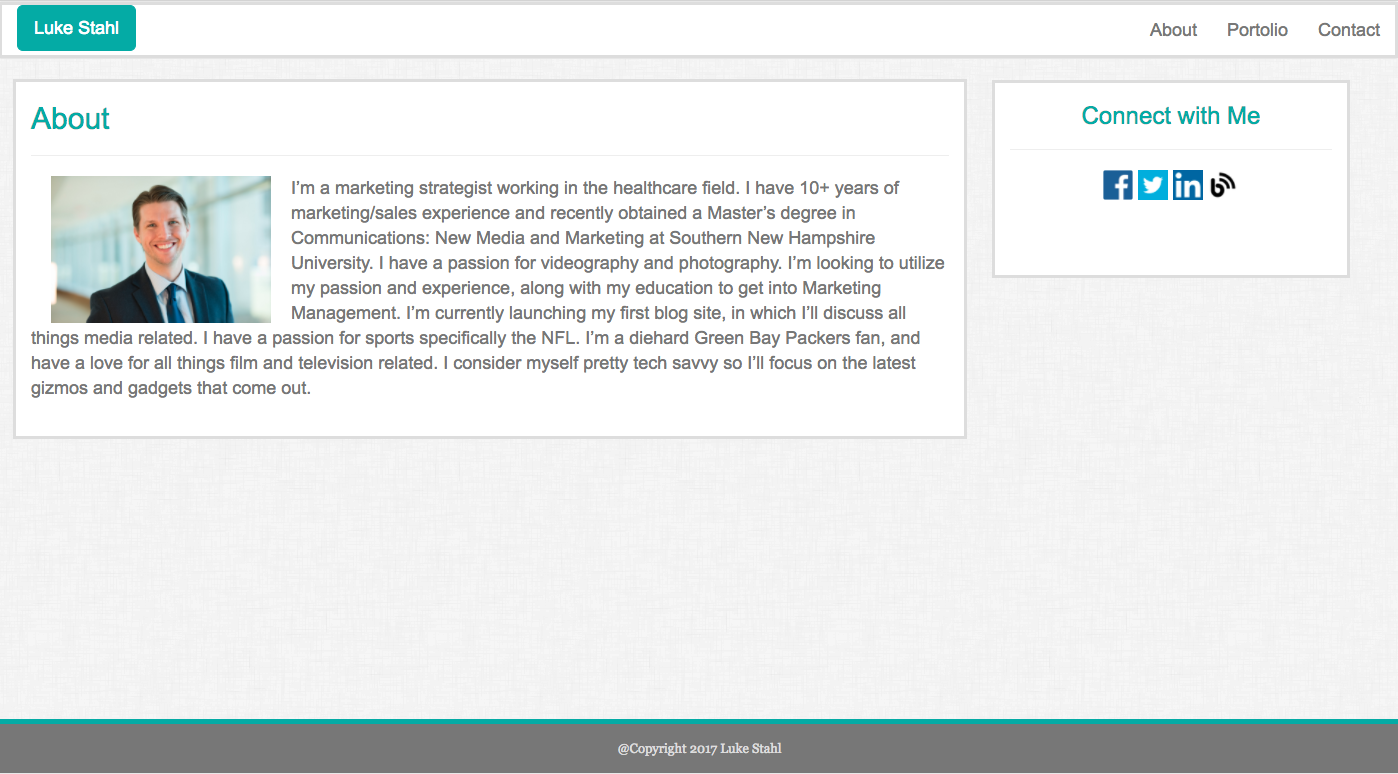 Luke Stahl
About
Portolio
Contact
About
I’m a marketing strategist working in the healthcare field. I have 10+ years of
marketing/sales experience and recently obtained a Master’s degree in
Communications: New Media and Marketing at Southern New Hampshire
University. I have a passion for videography and photography. I’m looking to utilize
my passion and experience, along with my education to get into Marketing
Management. I’m currently launching my first blog site, in which I’ll discuss all
things media related. I have a passion for sports specifically the NFL. I’m a diehard Green Bay Packers fan, and
have a love for all things film and television related. I consider myself pretty tech savvy so I’ll focus on the latest
gizmos and gadgets that come out.
Connect with Me
@Copyright 2017 Luke Stahl